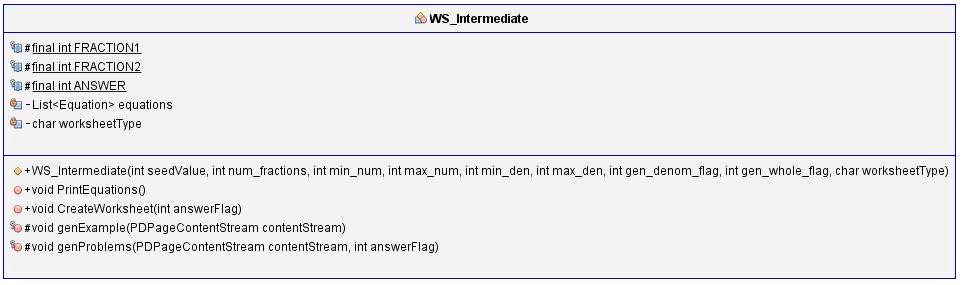 WS_Intermediate
#final int FRACTION1
#final int FRACTION2
#final int ANSWER
-List<Equation> equations
-char worksheetType
+WS_Intermediate(int seedValue, int num_fractions, int min_num, int max_num, int min_den, int max_den, int gen_denom_flag, int gen_whole_flag, char worksheetType)
+void PrintEquations()
+void CreateWorksheet(int answerFlag)
#void genExample(PDPageContentStream contentStream)
#void genProblems(PDPageContentStream contentStream, int answerFlag)